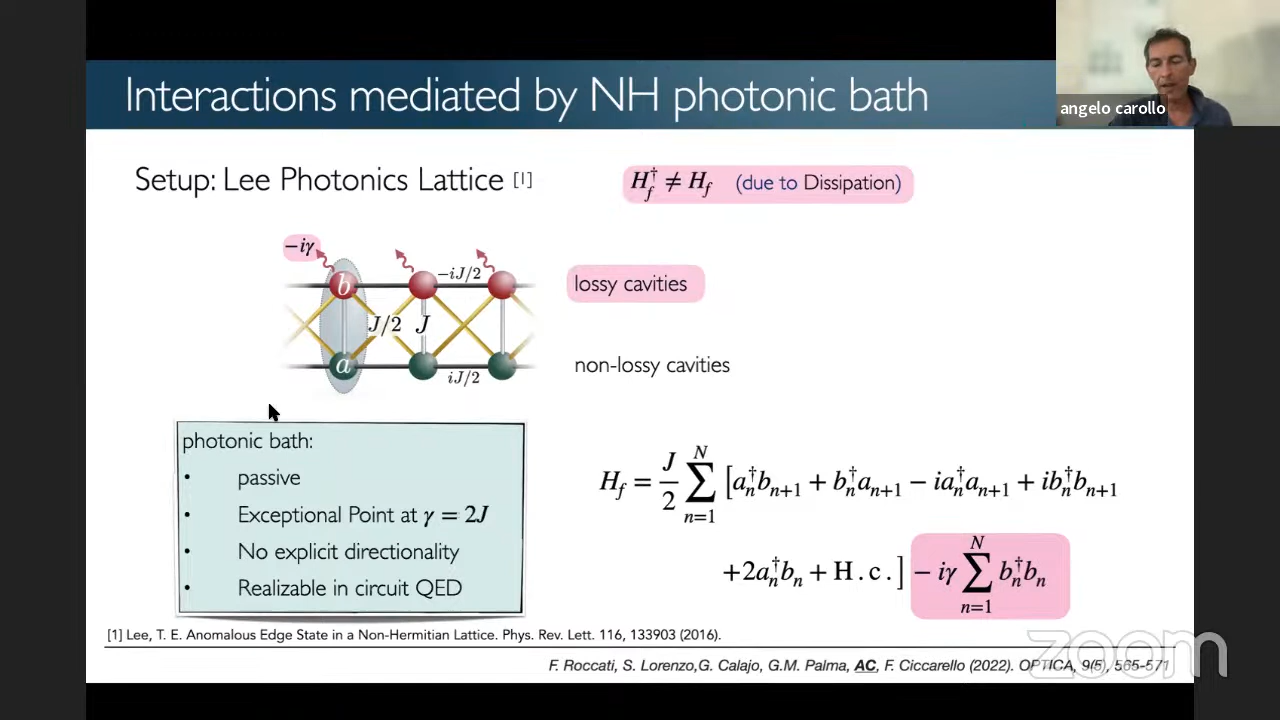 Interactions mediated by NH photonic bath
angelo carollo
Setup: Lee Photonics Lattice [1]
H_f^† ≠ H_f (due to Dissipation)
−iγ
b
−iJ/2
lossy cavities
J/2
J
a
iJ/2
non-lossy cavities
photonic bath:
• passive
• Exceptional Point at γ = 2J
• No explicit directionality
• Realizable in circuit QED
H_f = J/2 ∑_{n=1}^{N} [a_n^† b_{n+1} + b_n^† a_{n+1} − i a_n^† a_{n+1} + i b_n^† b_{n+1}
+2a_n^† b_n + H.c.] − iγ ∑_{n=1}^{N} b_n^† b_n
[1] Lee, T. E. Anomalous Edge State in a Non-Hermitian Lattice. Phys. Rev. Lett. 116, 133903 (2016).
F. Roccati, S. Lorenzo,G. Calajo, G.M. Palma, AC, F. Ciccarello (2022). OPTICA, 9(5), 565-571
zoom